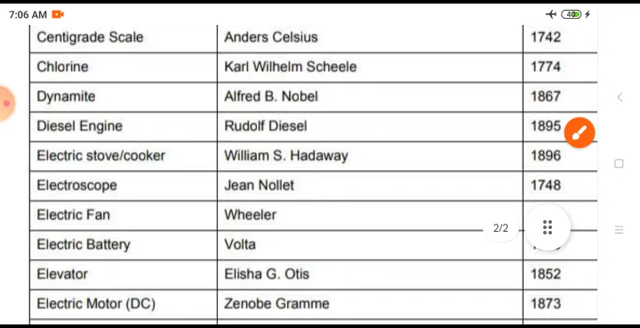 7:06 AM 40
Centigrade Scale Anders Celsius 1742
Chlorine Karl Wilhelm Scheele 1774
Dynamite Alfred B. Nobel 1867
Diesel Engine Rudolf Diesel 1895
Electric stove/cooker William S. Hadaway 1896
Electroscope Jean Nollet 1748
Electric Fan Wheeler
2/2
Electric Battery Volta
Elevator Elisha G. Otis 1852
Electric Motor (DC) Zenobe Gramme 1873